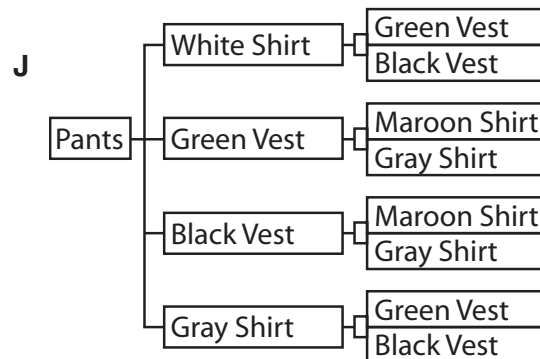 J
Pants
White Shirt
Green Vest
Black Vest
Green Vest
Maroon Shirt
Gray Shirt
Black Vest
Maroon Shirt
Gray Shirt
Gray Shirt
Green Vest
Black Vest